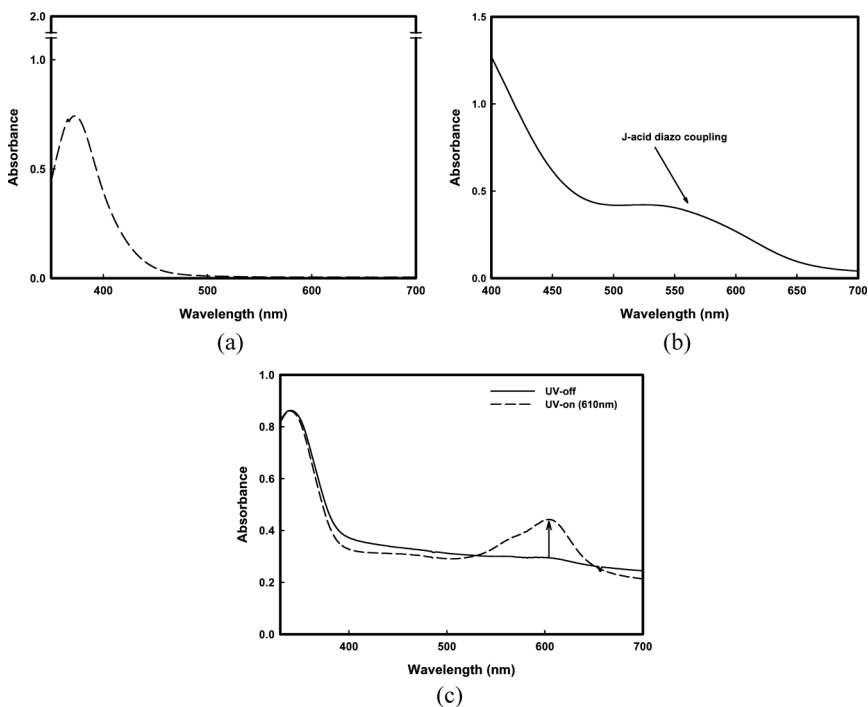 2.0
1.0
0.5
0.0
Absorbance
400
500
600
700
Wavelength (nm)
(a)
1.5
1.0
0.5
0.0
Absorbance
J-acid diazo coupling
400
450
500
550
600
650
700
Wavelength (nm)
(b)
1.0
0.8
0.6
0.4
0.2
0.0
Absorbance
UV-off
UV-on (610nm)
400
500
600
700
Wavelength (nm)
(c)